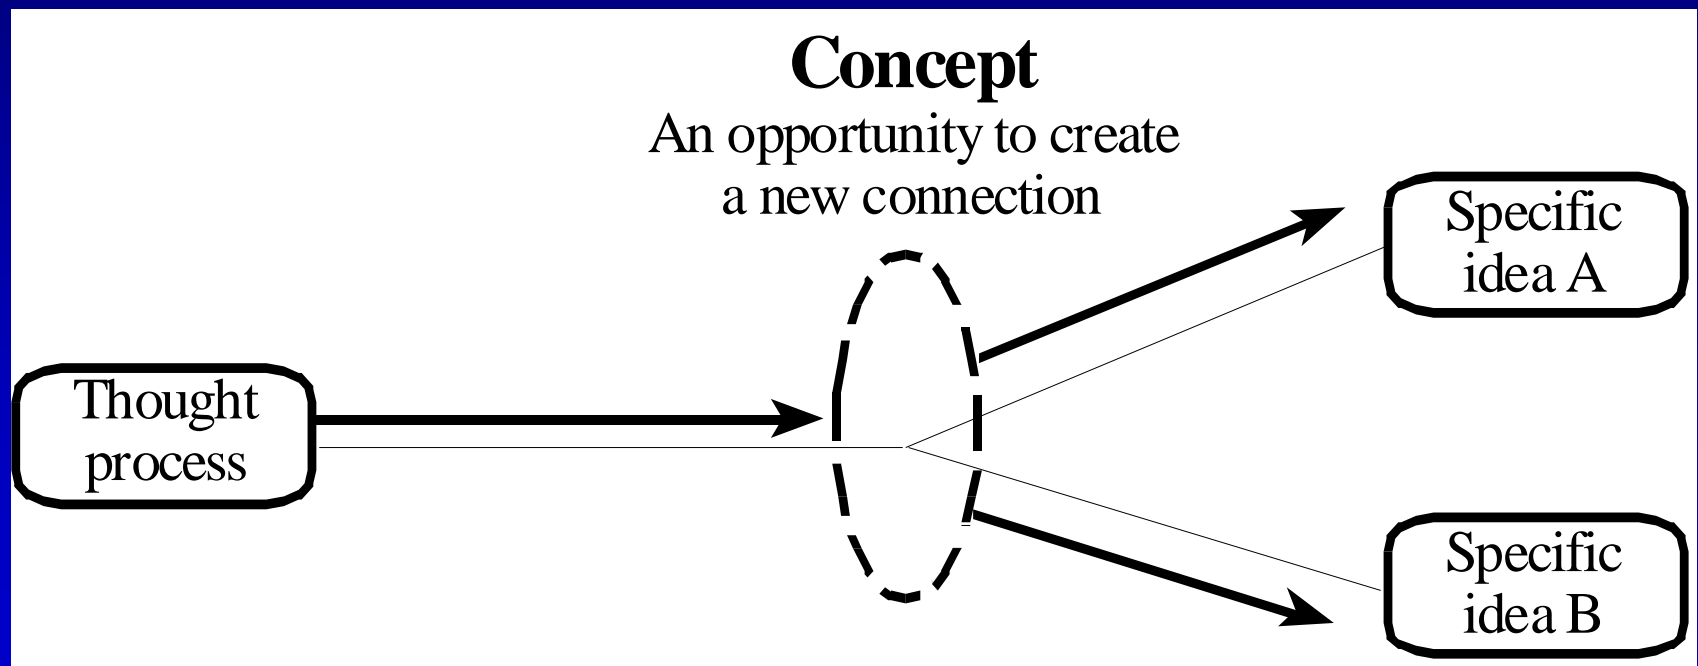 Concept
An opportunity to create
a new connection
Specific
idea A
Thought
process
Specific
idea B